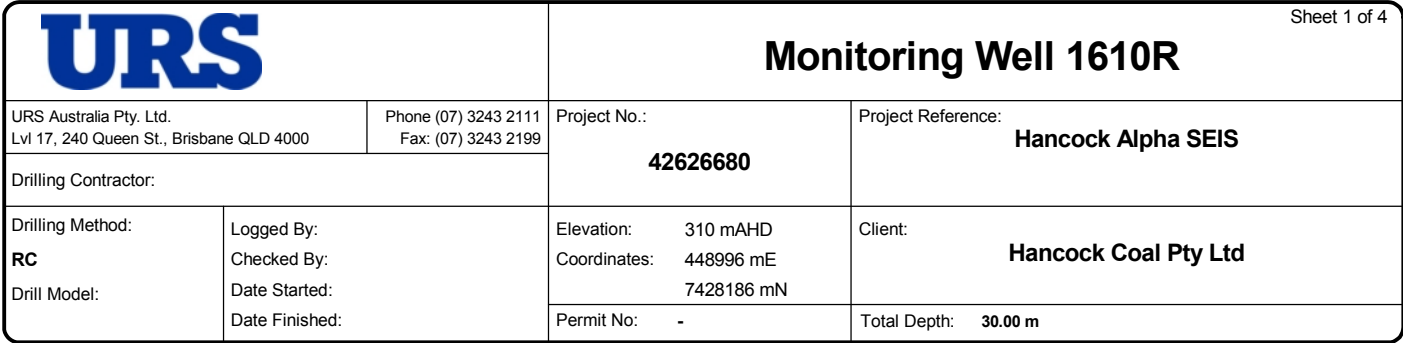 URS
Sheet 1 of 4
Monitoring Well 1610R
URS Australia Pty. Ltd.
Lvl 17, 240 Queen St., Brisbane QLD 4000
Phone (07) 3243 2111
Fax: (07) 3243 2199
Project No.:
42626680
Project Reference:
Hancock Alpha SEIS
Drilling Contractor:
Drilling Method:
RC
Drill Model:
Logged By:
Checked By:
Date Started:
Date Finished:
Elevation: 310 mAHD
Coordinates: 448996 mE
7428186 mN
Permit No: -
Client:
Hancock Coal Pty Ltd
Total Depth: 30.00 m